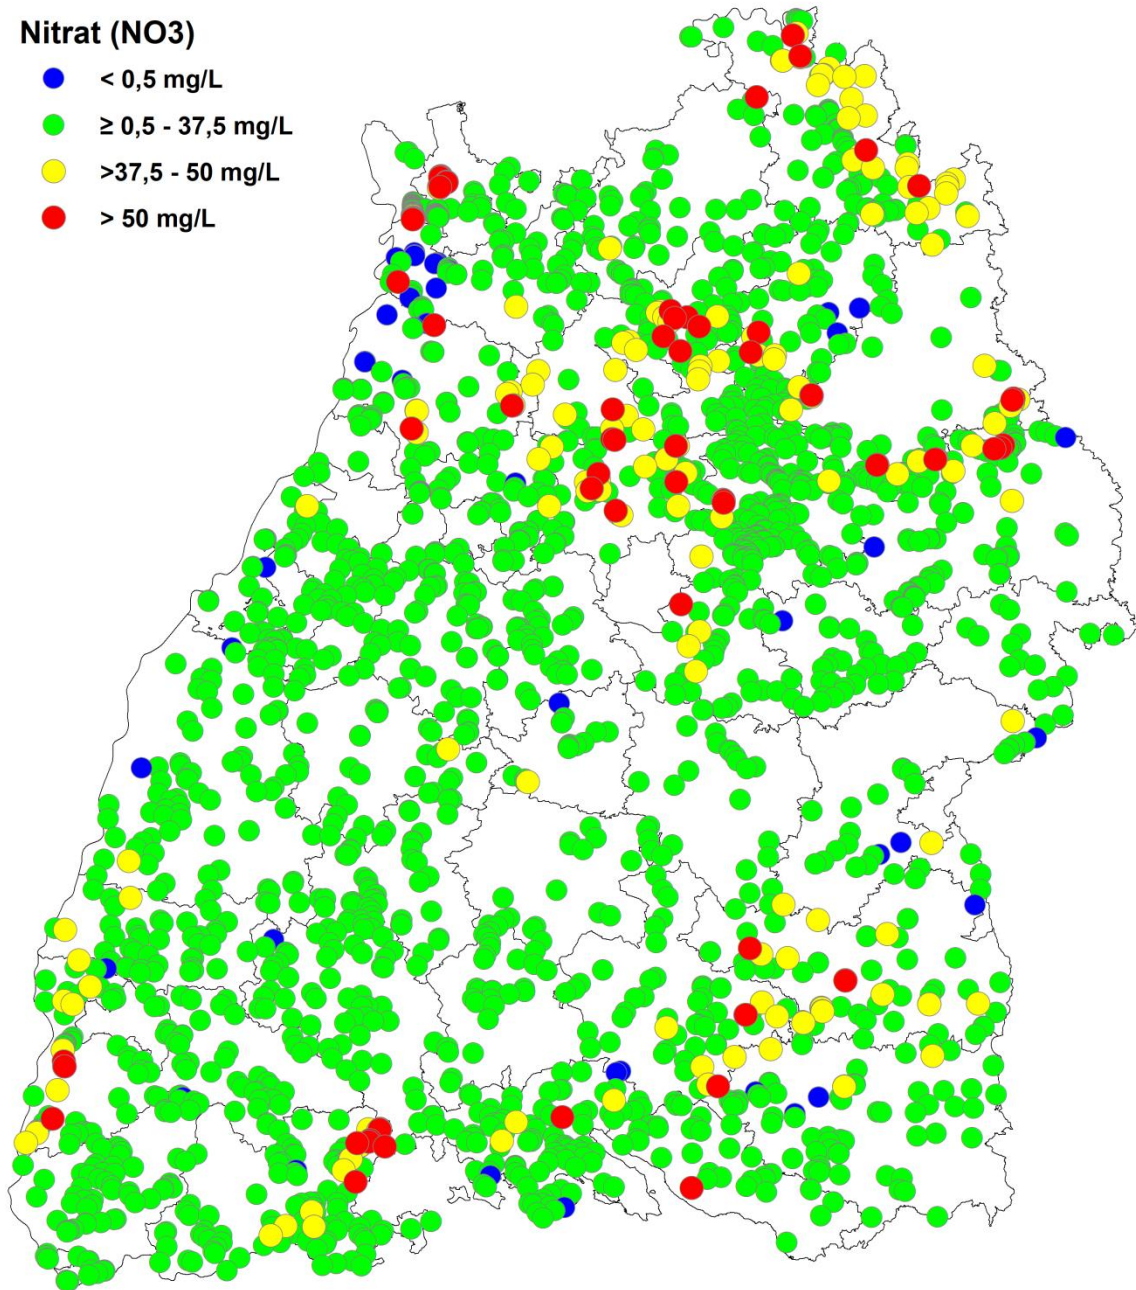 Nitrat (NO3)
< 0,5 mg/L
≥ 0,5 - 37,5 mg/L
>37,5 - 50 mg/L
> 50 mg/L